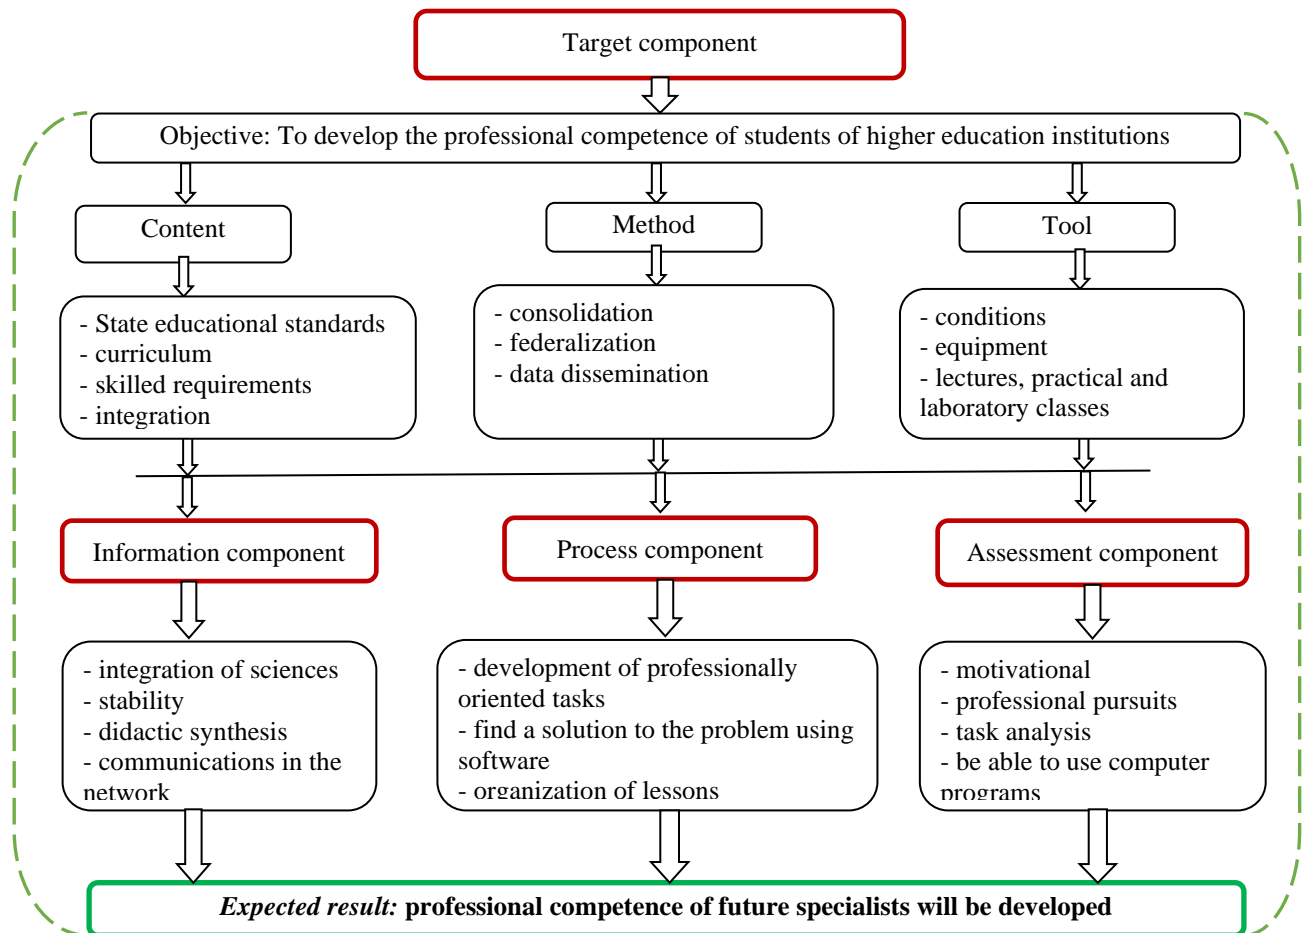 Target component
Objective: To develop the professional competence of students of higher education institutions
Content
Method
Tool
- State educational standards
- curriculum
- skilled requirements
- integration
- consolidation
- federalization
- data dissemination
- conditions
- equipment
- lectures, practical and
laboratory classes
Information component
Process component
Assessment component
- integration of sciences
- stability
- didactic synthesis
- communications in the
network
- development of professionally
oriented tasks
- find a solution to the problem using
software
- organization of lessons
- motivational
- professional pursuits
- task analysis
- be able to use computer
programs
Expected result: professional competence of future specialists will be developed